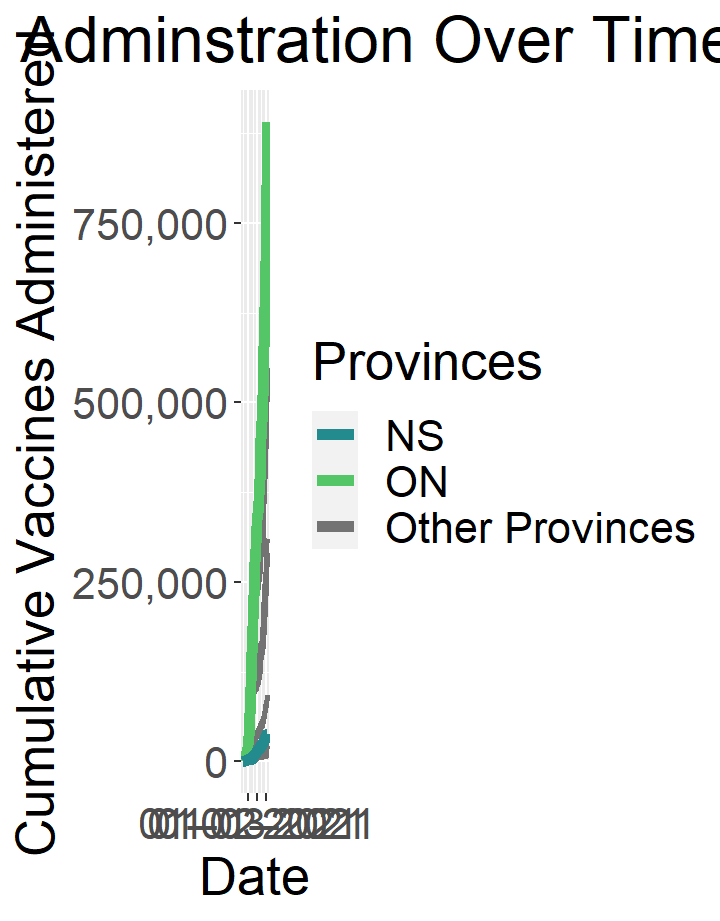 Adminstration Over Time
Cumulative Vaccines Administered
750,000
500,000
250,000
0
Provinces
NS
ON
Other Provinces
Date